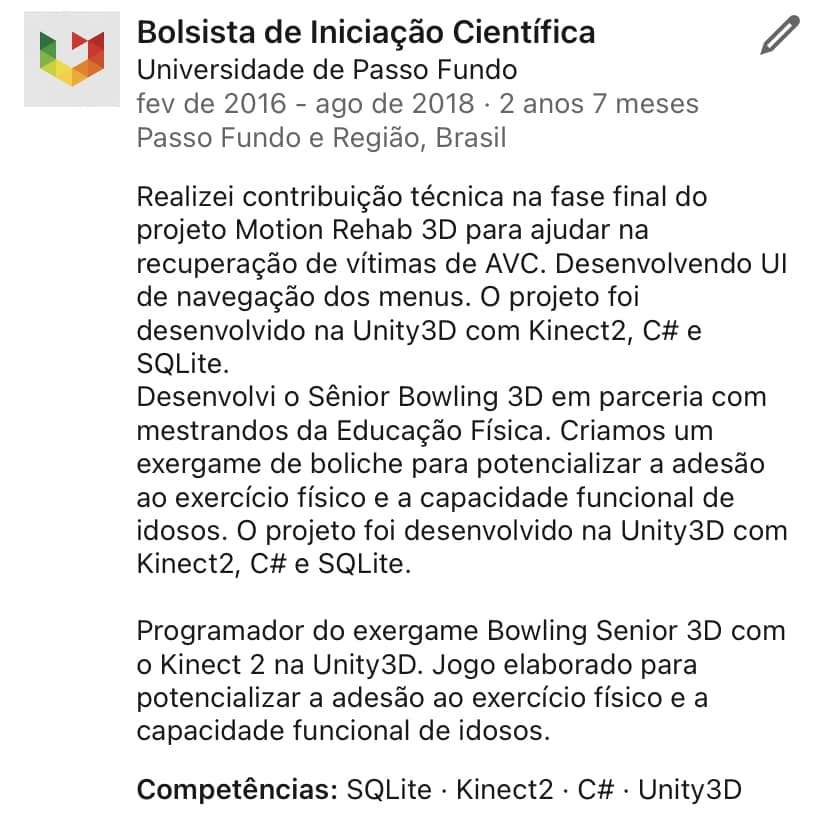 Bolsista de Iniciação Científica
Universidade de Passo Fundo
fev de 2016 - ago de 2018 · 2 anos 7 meses
Passo Fundo e Região, Brasil
Realizei contribuição técnica na fase final do
projeto Motion Rehab 3D para ajudar na
recuperação de vítimas de AVC. Desenvolvendo UI
de navegação dos menus. O projeto foi
desenvolvido na Unity3D com Kinect2, C# e
SQLite.
Desenvolvi o Sênior Bowling 3D em parceria com
mestrandos da Educação Física. Criamos um
exergame de boliche para potencializar a adesão
ao exercício físico e a capacidade funcional de
idosos. O projeto foi desenvolvido na Unity3D com
Kinect2, C# e SQLite.
Programador do exergame Bowling Senior 3D com
o Kinect 2 na Unity3D. Jogo elaborado para
potencializar a adesão ao exercício físico e a
capacidade funcional de idosos.
Competências: SQLite · Kinect2 · C# · Unity3D